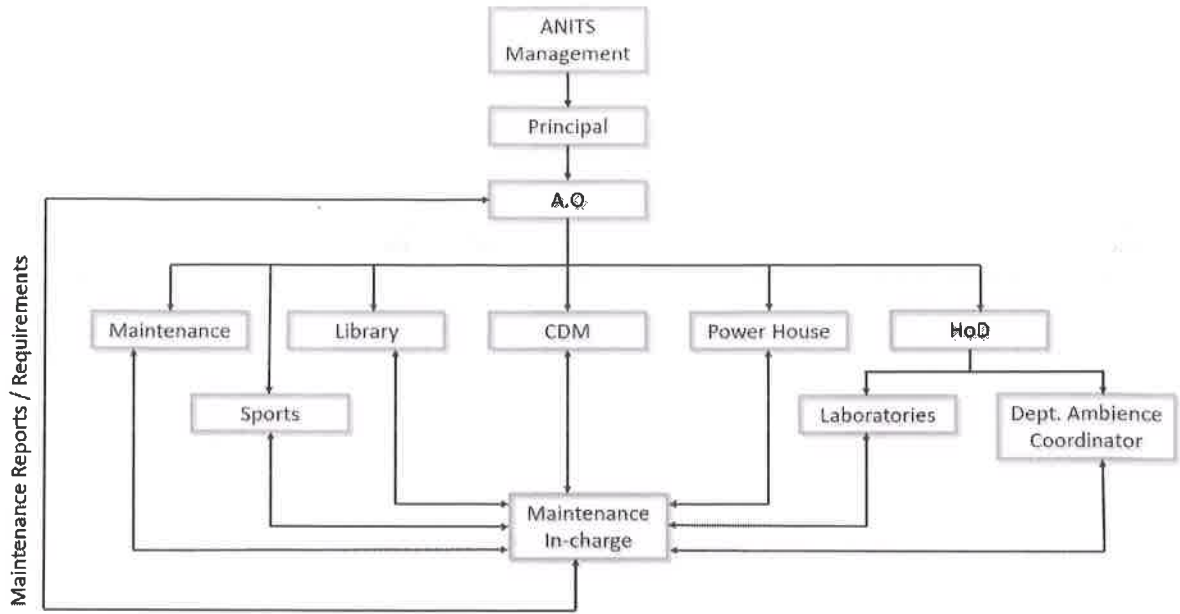 ANITS
Management
Principal
A.O
Maintenance Reports / Requirements
Maintenance
Library
CDM
Power House
HoD
Sports
Laboratories
Dept. Ambience
Coordinator
Maintenance
In-charge